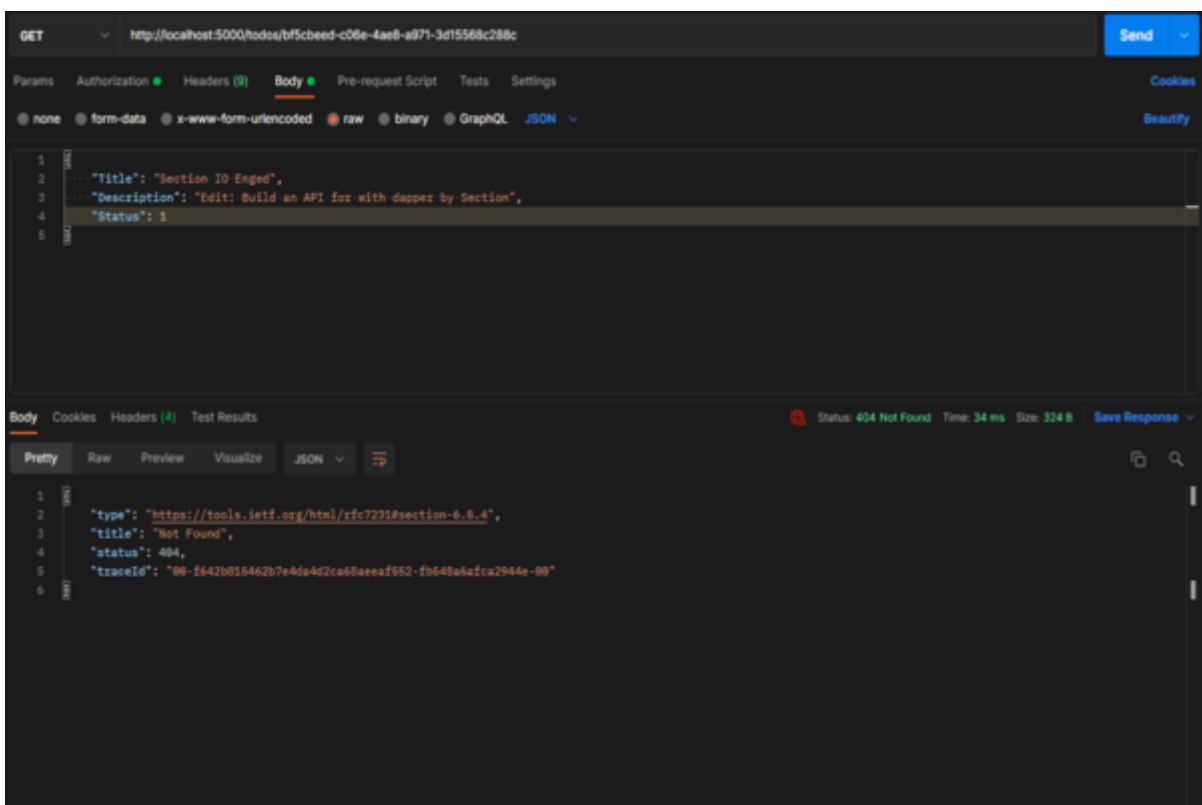 GET http://localhost:5000/todos/bf5cbeed-c06e-4ae8-a971-3d15568c288c Send
Params Authorization Headers (9) Body Pre-request Script Tests Settings Cookies
none form-data x-www-form-urlencoded raw binary GraphQL JSON Beautify
1 {
2 "Title": "Section IO Enged",
3 "Description": "Edit: Build an API for with dapper by Section",
4 "Status": 1
5 }
Body Cookies Headers (4) Test Results Status: 404 Not Found Time: 34 ms Size: 324 B Save Response
Pretty Raw Preview Visualize JSON
1 {
2 "type": "https://tools.ietf.org/html/rfc7231#section-6.5.4",
3 "title": "Not Found",
4 "status": 404,
5 "traceId":
6 }